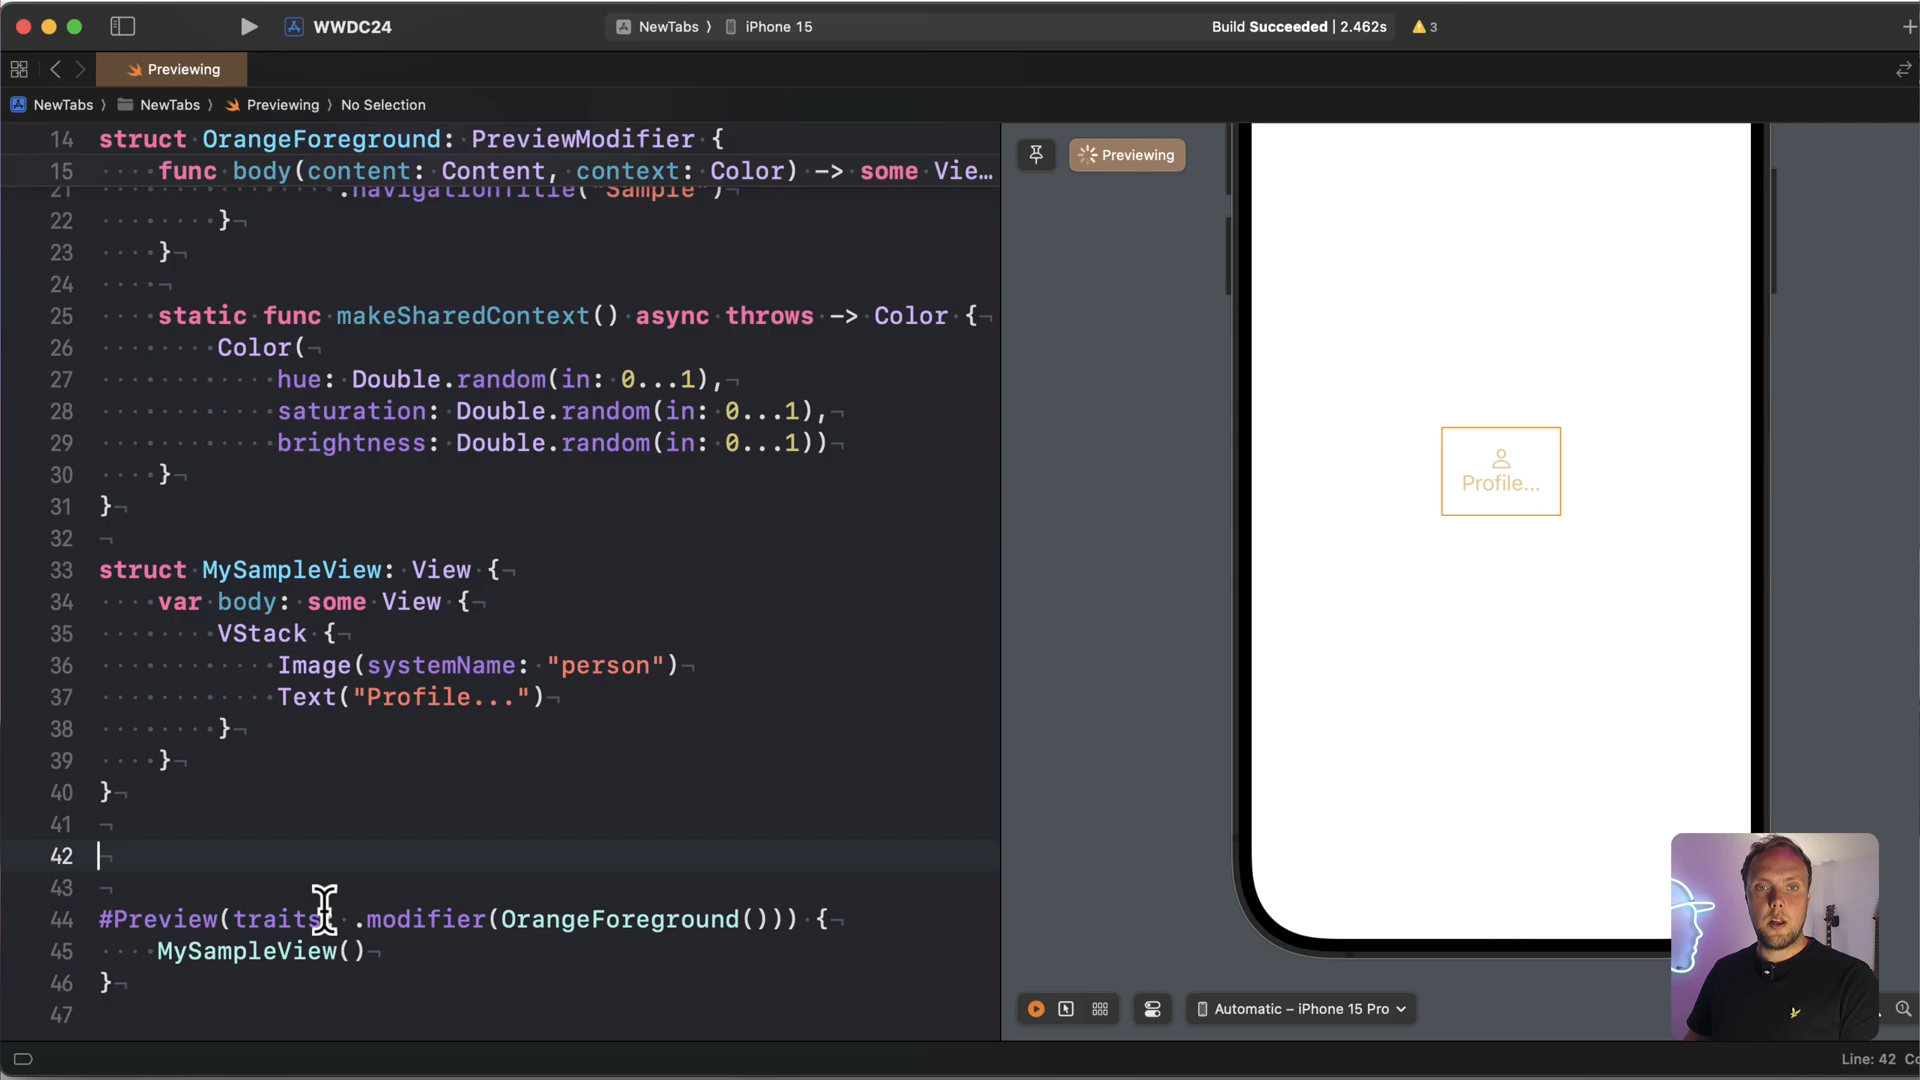 WWDC24
NewTabs 〉 iPhone 15
Build Succeeded | 2.462s
3
Previewing
NewTabs 〉 NewTabs 〉 Previewing 〉 No Selection
14 struct OrangeForeground: PreviewModifier {
15 func body(content: Content, context: Color) -> some Vie…
21 .navigationTitle("Sample")
22 }
23 }
24
25 static func makeSharedContext() async throws -> Color {
26 Color(
27 hue: Double.random(in: 0...1),
28 saturation: Double.random(in: 0...1),
29 brightness: Double.random(in: 0...1))
30 }
31 }
32
33 struct MySampleView: View {
34 var body: some View {
35 VStack {
36 Image(systemName: "person")
37 Text("Profile...")
38 }
39 }
40 }
41
42
43
44 #Preview(traits: .modifier(OrangeForeground())) {
45 MySampleView()
46 }
47
Previewing
Profile...
Automatic – iPhone 15 Pro
Line: 42